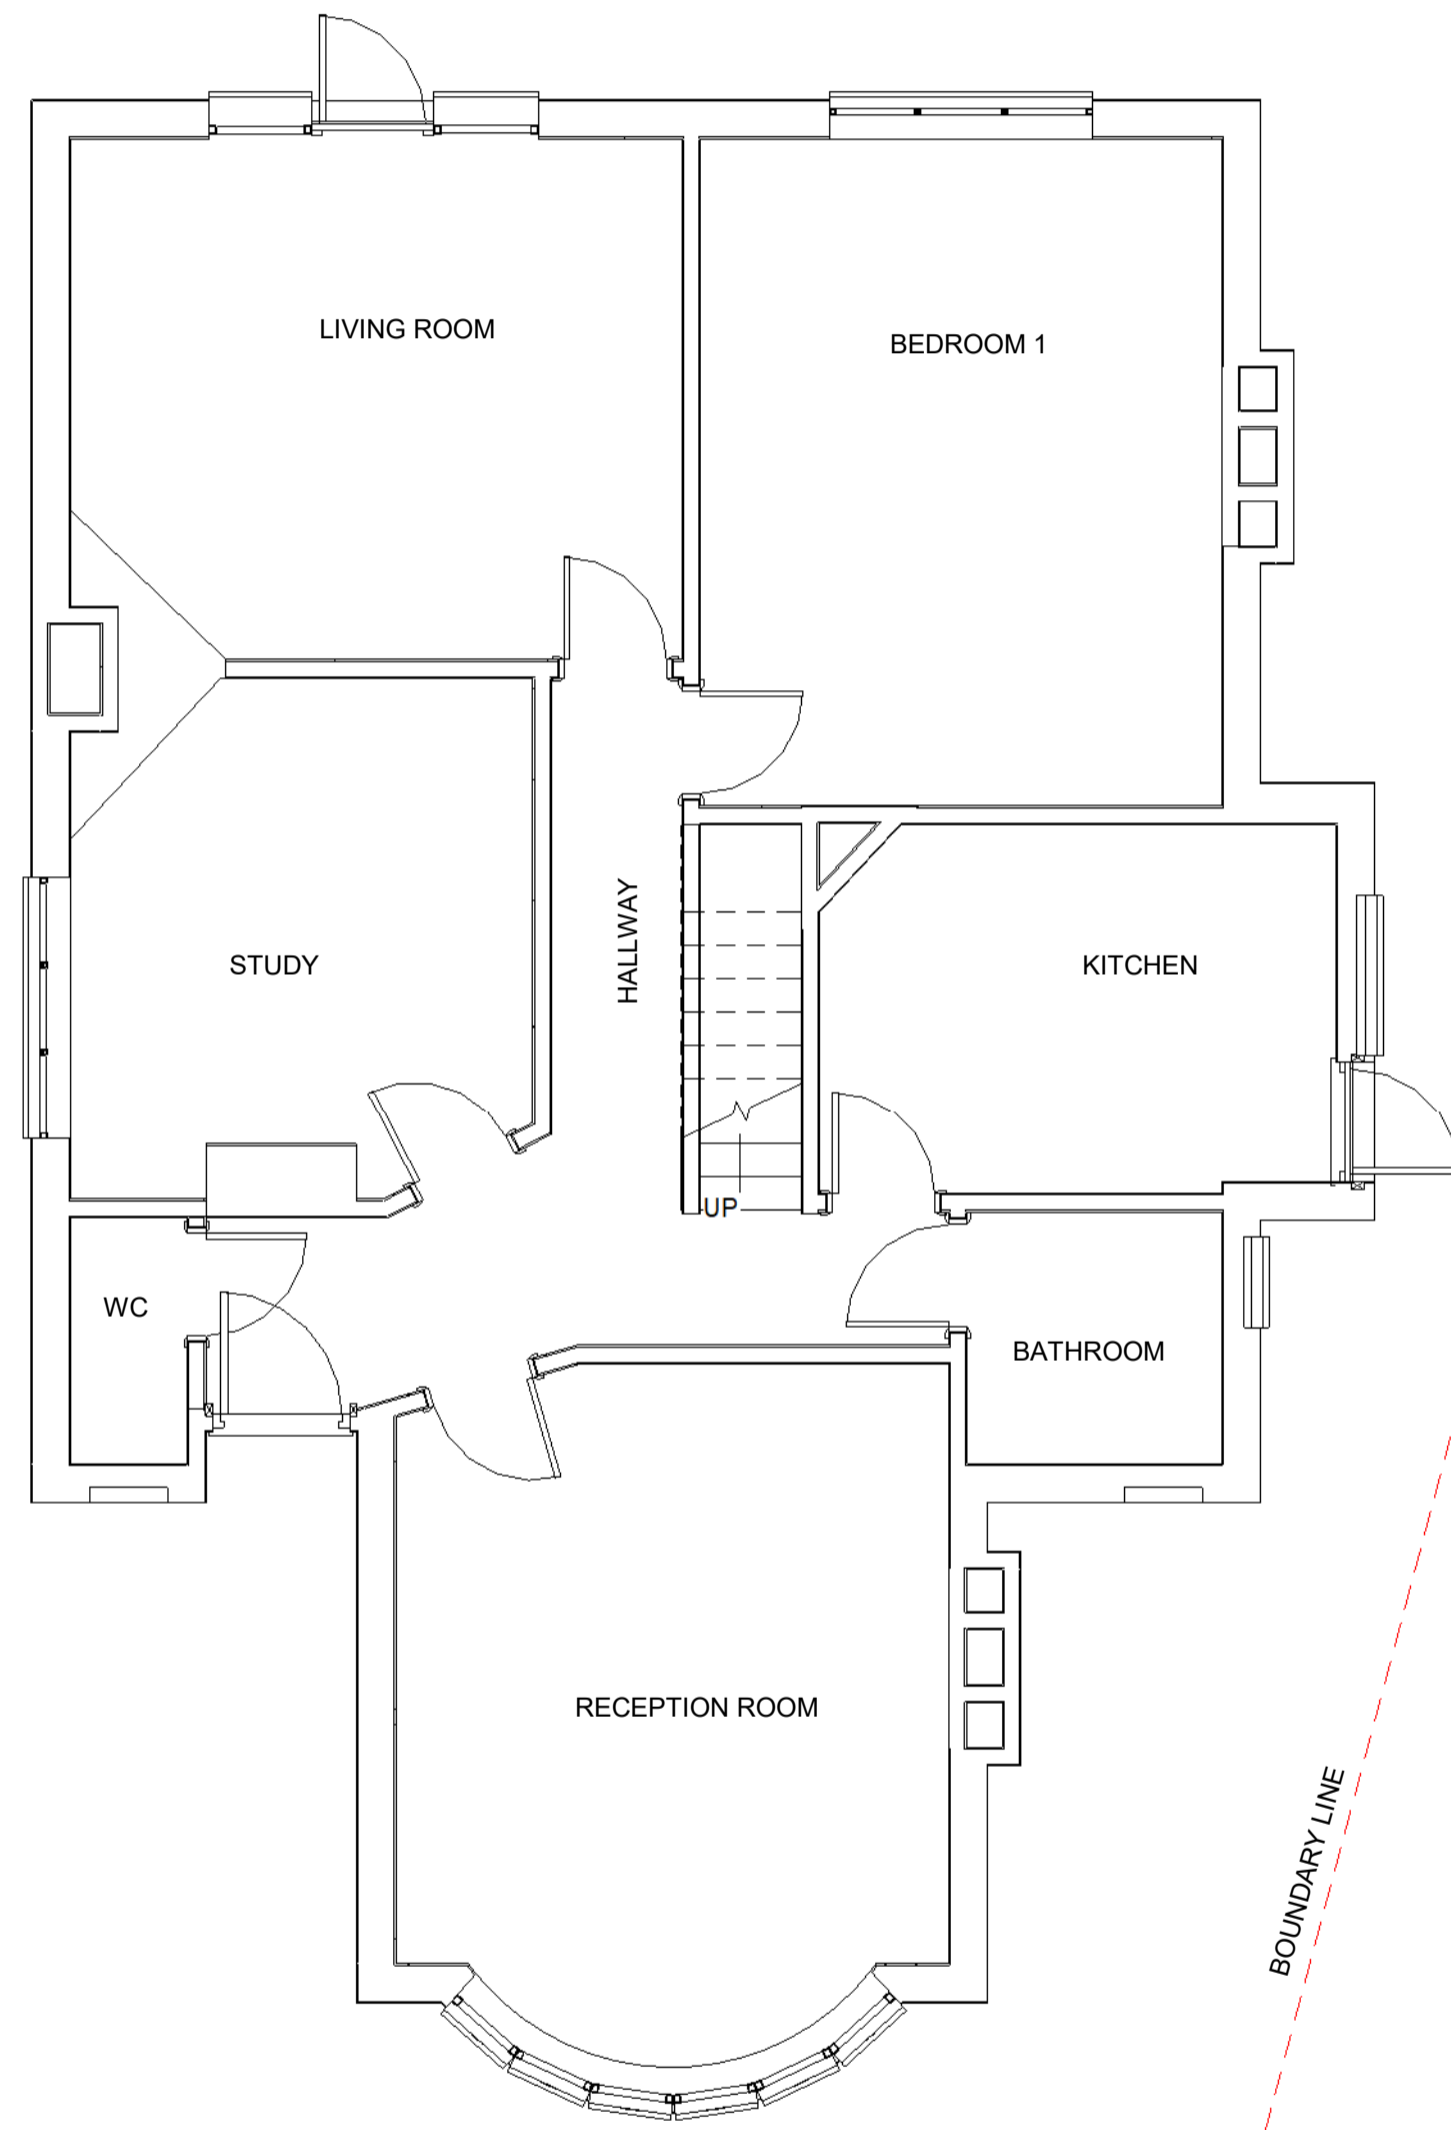 LIVING ROOM
BEDROOM 1
STUDY
HALLWAY
KITCHEN
UP
WC
BATHROOM
RECEPTION ROOM
BOUNDARY LINE